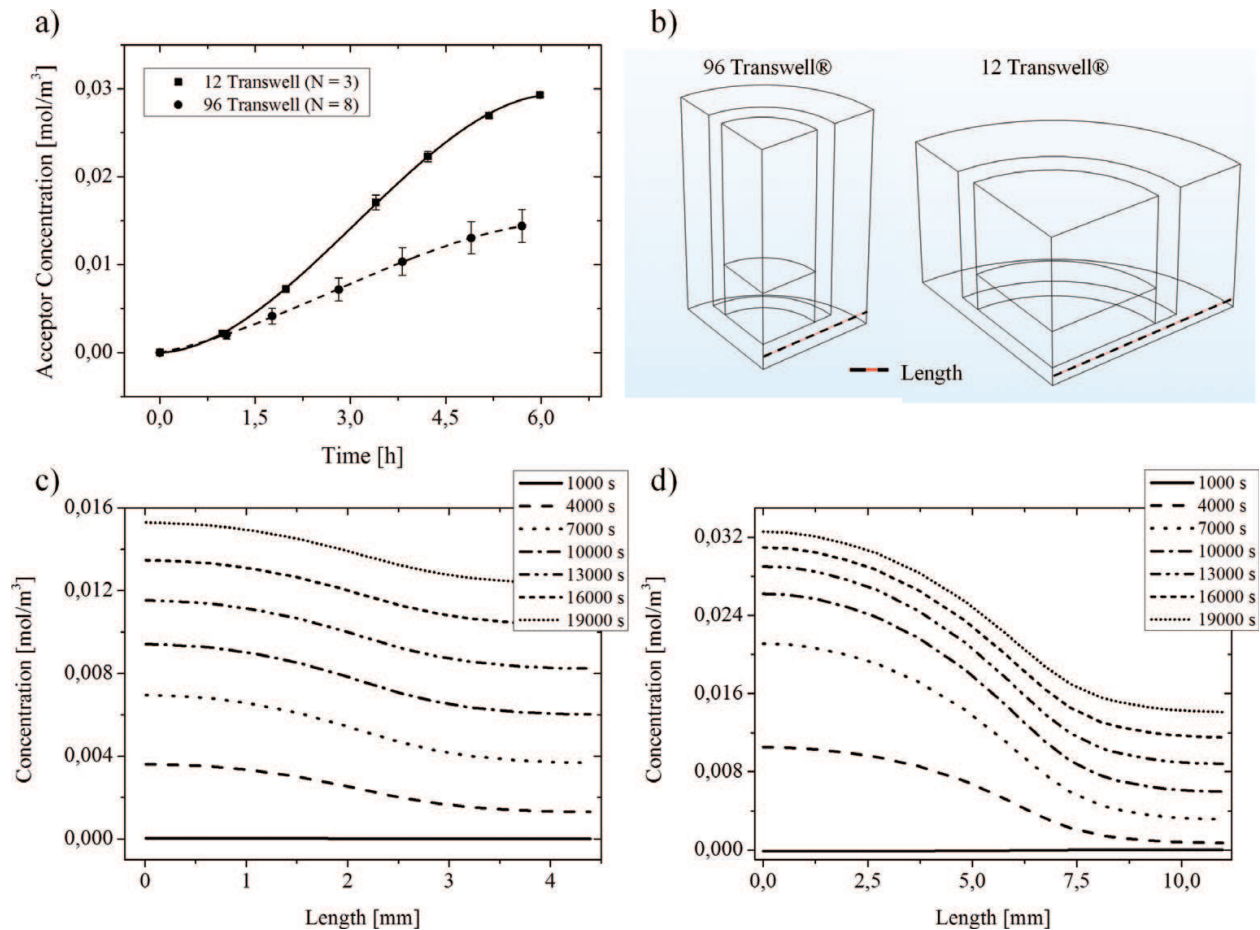 a)
Acceptor Concentration [mol/m³]
0,03
0,02
0,01
0,00
12 Transwell (N = 3)
96 Transwell (N = 8)
0,0 1,5 3,0 4,5 6,0
Time [h]
b)
96 Transwell® 12 Transwell®
Length
c)
Concentration [mol/m³]
0,016
0,012
0,008
0,004
0,000
1000 s
4000 s
7000 s
10000 s
13000 s
16000 s
19000 s
0 1 2 3 4
Length [mm]
d)
Concentration [mol/m³]
0,032
0,024
0,016
0,008
0,000
1000 s
4000 s
7000 s
10000 s
13000 s
16000 s
19000 s
0,0 2,5 5,0 7,5 10,0
Length [mm]